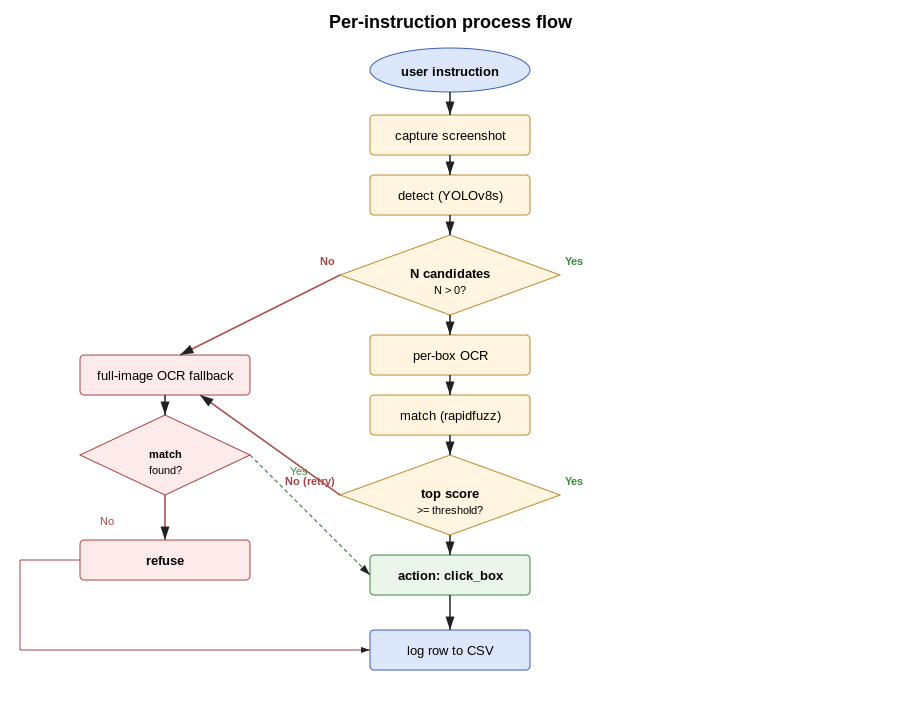 Per-instruction process flow
user instruction
capture screenshot
detect (YOLOv8s)
No
Yes
N candidates
N > 0?
per-box OCR
full-image OCR fallback
match (rapidfuzz)
match
found?
Yes
No (retry)
Yes
top score
>= threshold?
No
refuse
action: click_box
log row to CSV